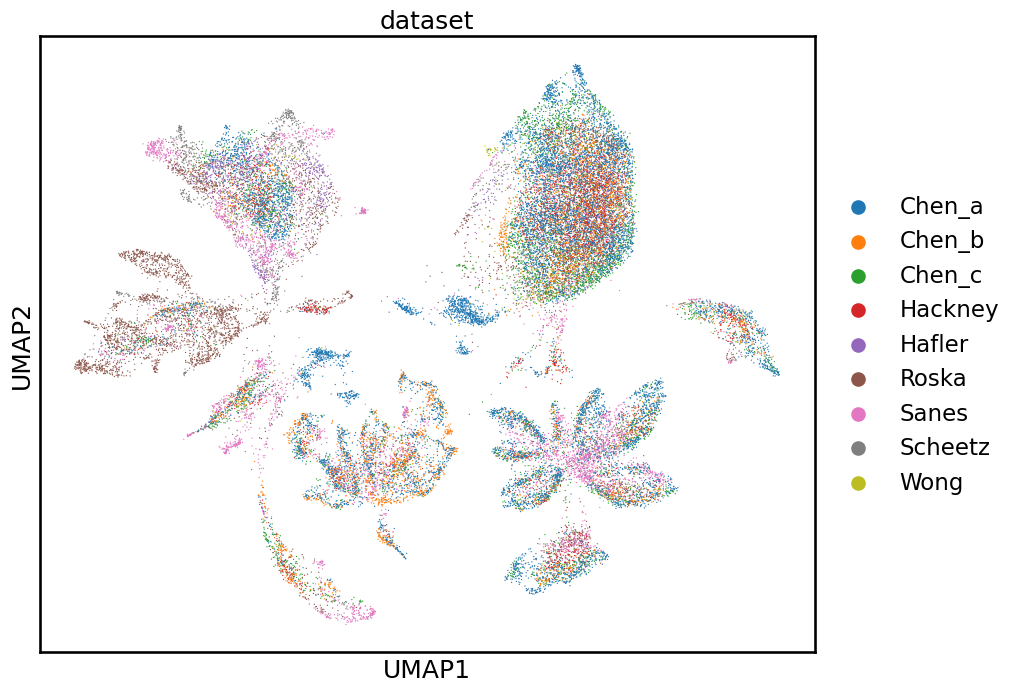 dataset
UMAP2
UMAP1
Chen_a
Chen_b
Chen_c
Hackney
Hafler
Roska
Sanes
Scheetz
Wong